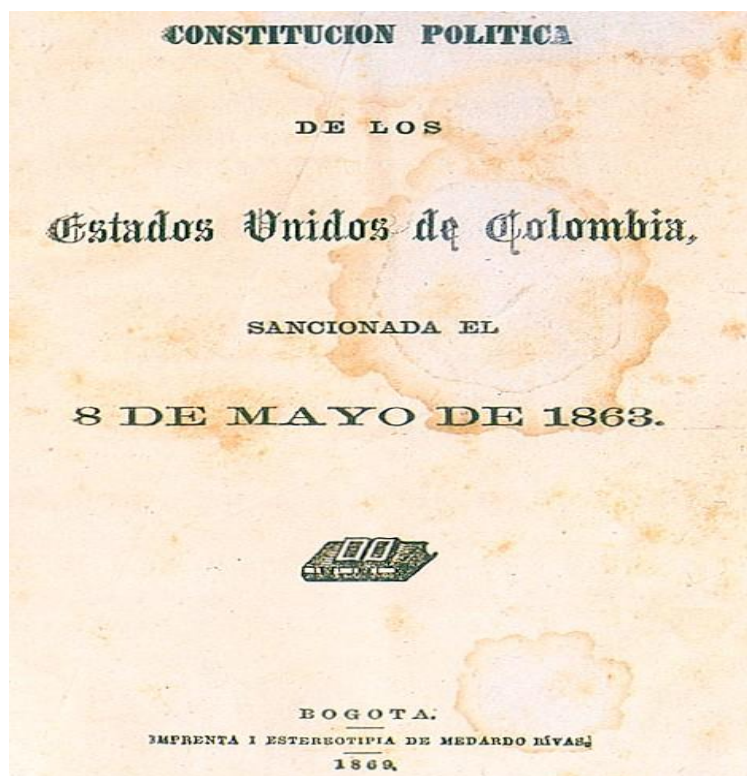 CONSTITUCION POLITICA
DE LOS
Estados Unidos de Colombia,
SANCIONADA EL
8 DE MAYO DE 1863.
BOGOTA.
IMPRENTA I ESTEREOTIPIA DE MEDARDO RÍVAS,
1869.